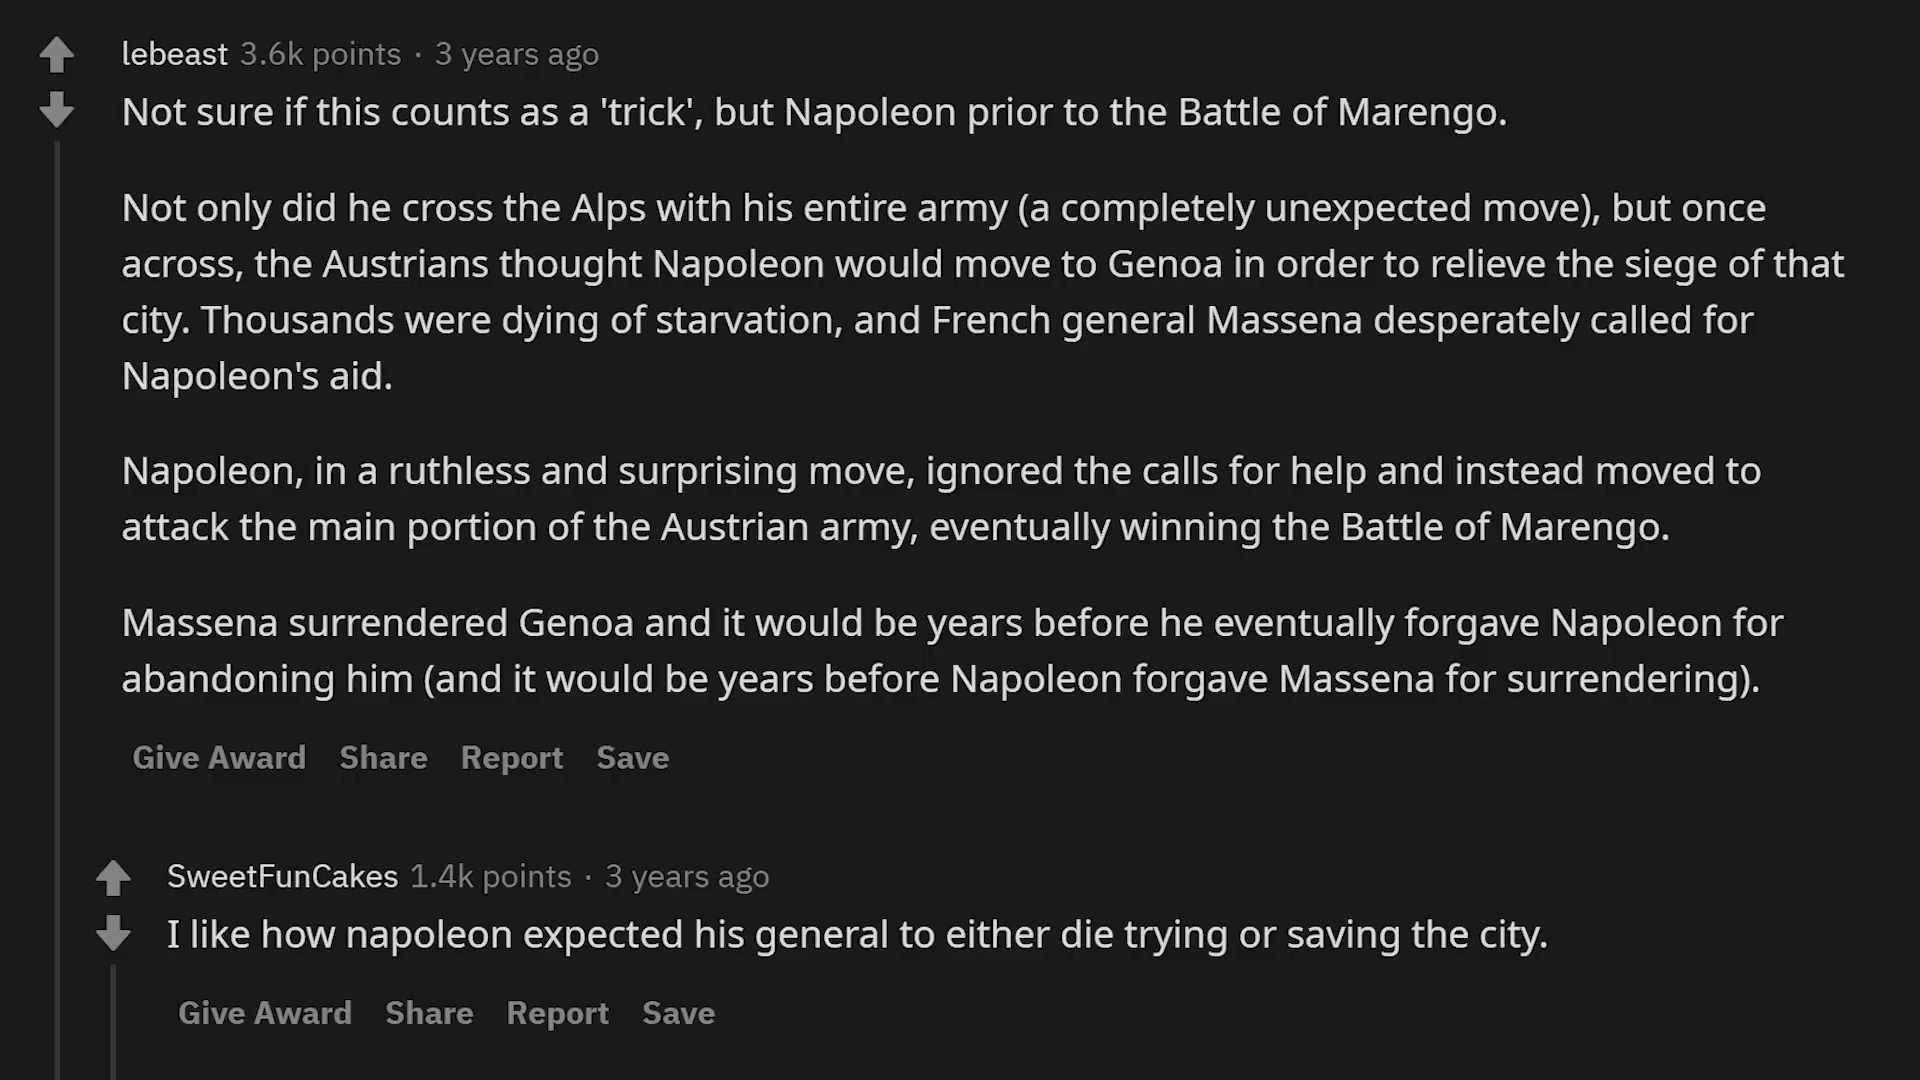 lebeast 3.6k points · 3 years ago
Not sure if this counts as a 'trick', but Napoleon prior to the Battle of Marengo.
Not only did he cross the Alps with his entire army (a completely unexpected move), but once
across, the Austrians thought Napoleon would move to Genoa in order to relieve the siege of that
city. Thousands were dying of starvation, and French general Massena desperately called for
Napoleon's aid.
Napoleon, in a ruthless and surprising move, ignored the calls for help and instead moved to
attack the main portion of the Austrian army, eventually winning the Battle of Marengo.
Massena surrendered Genoa and it would be years before he eventually forgave Napoleon for
abandoning him (and it would be years before Napoleon forgave Massena for surrendering).
Give Award Share Report Save
SweetFunCakes 1.4k points · 3 years ago
I like how napoleon expected his general to either die trying or saving the city.
Give Award Share Report Save